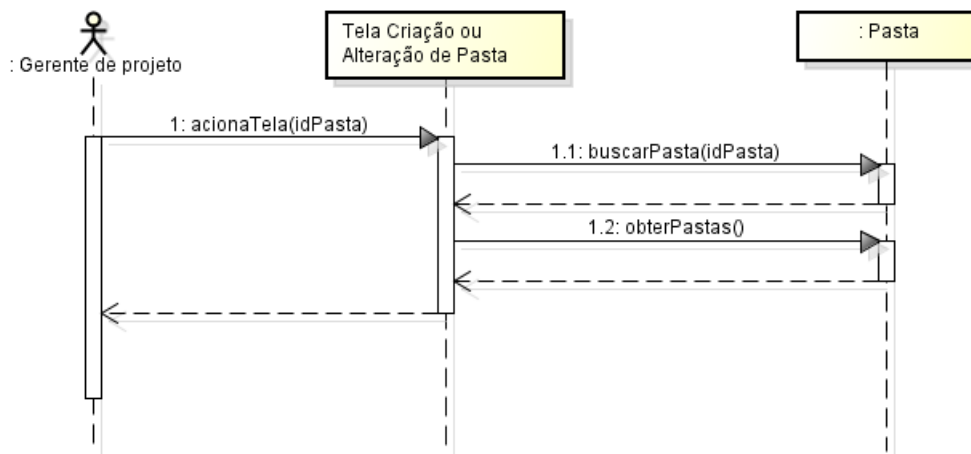 Tela Criação ou
Alteração de Pasta
: Pasta
: Gerente de projeto
1: acionaTela(idPasta)
1.1: buscarPasta(idPasta)
1.2: obterPastas()